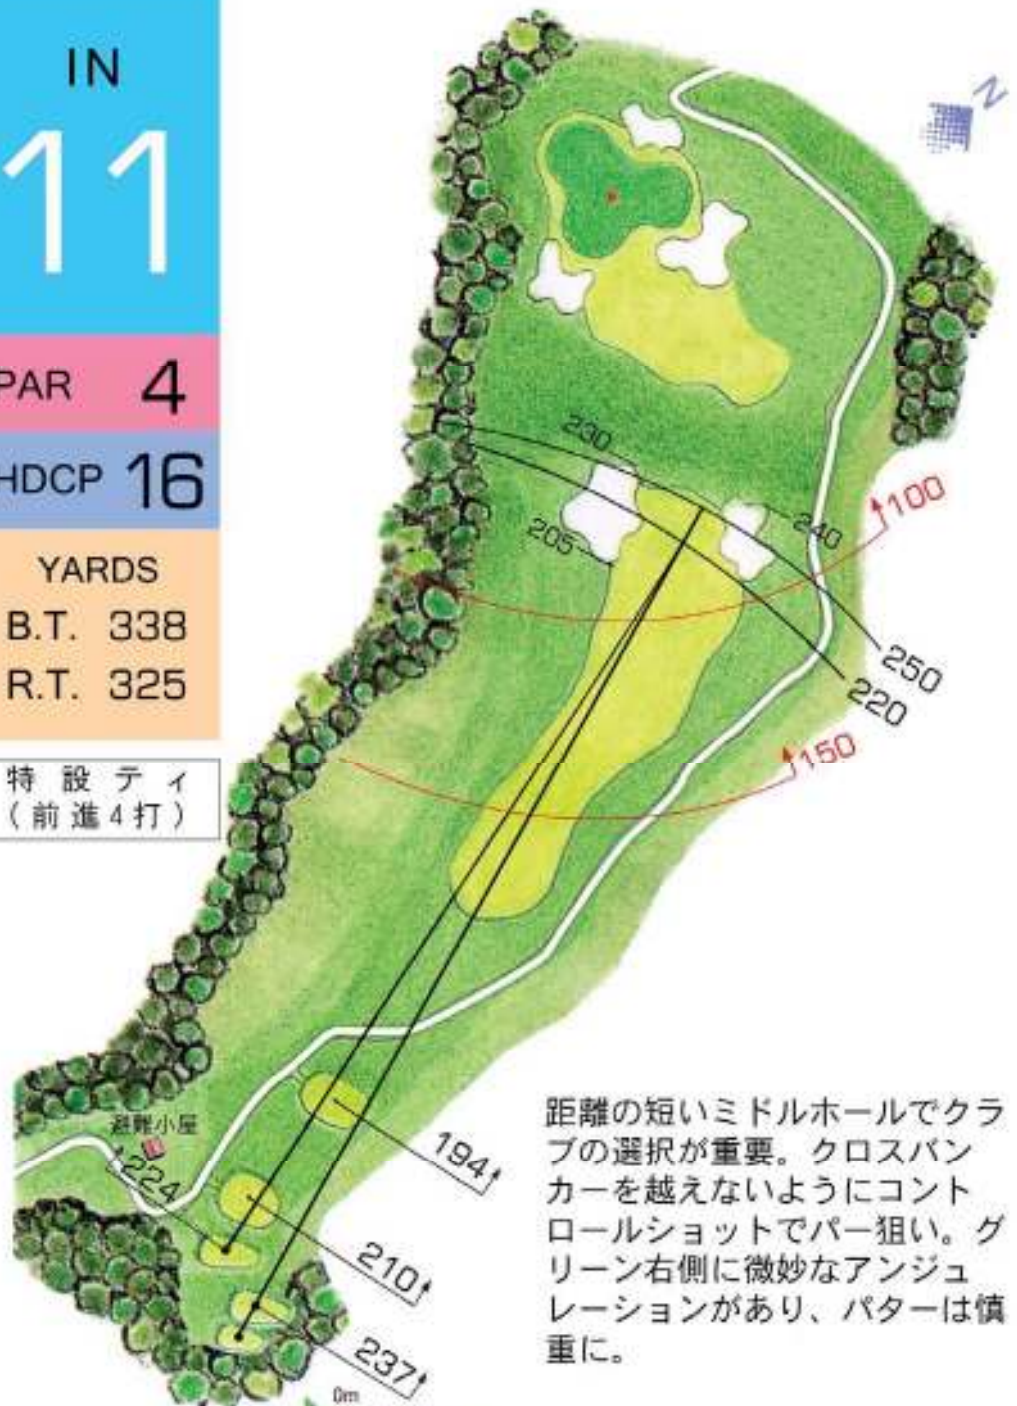 IN
11
PAR 4
HDCP 16
YARDS
B.T. 338
R.T. 325
特設ティ
(前進4打)
N
230
205
240
↑100
250
220
↑150
避難小屋
↑224
194↑
210↑
237↑
0m
距離の短いミドルホールでクラ
ブの選択が重要。クロスバン
カーを越えないようにコント
ロールショットでパー狙い。グ
リーン右側に微妙なアンジュ
レーションがあり、パターは慎
重に。